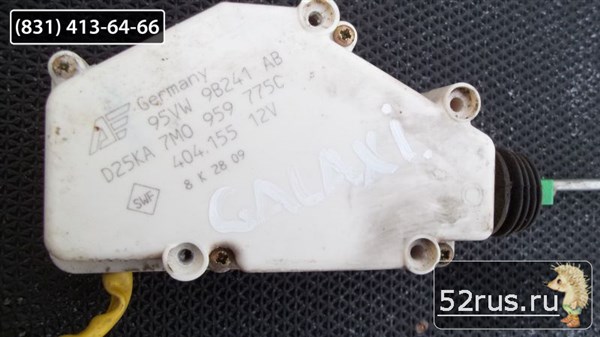 (831) 413-64-66
Germany
95VW 9B241 AB
D25KA 7M0 959 775C
404.155 12V
8 K 28 09
SWF
GALAXI.
52rus.ru